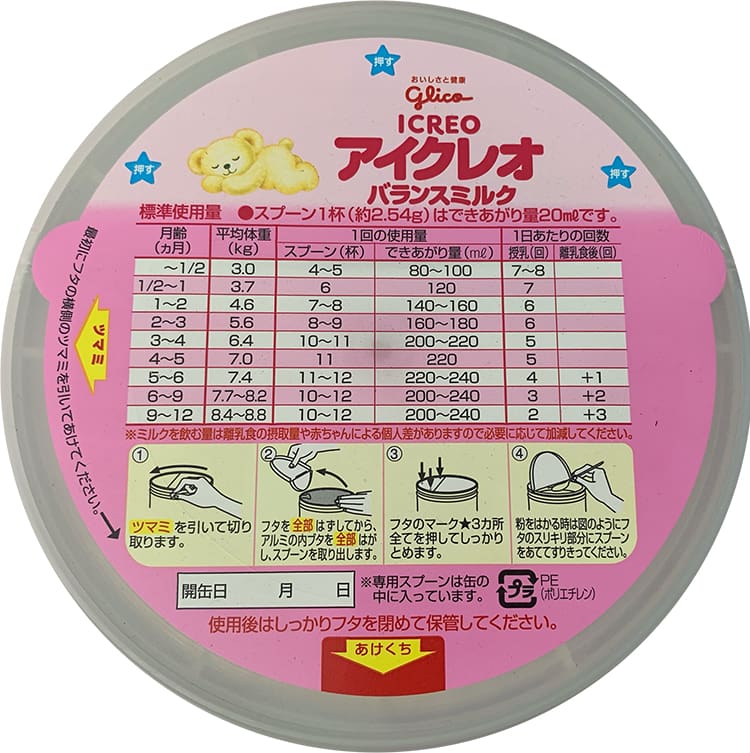 押す
おいしさと健康
glico
ICREO
アイクレオ
バランスミルク
押す
押す
標準使用量 ●スプーン1杯(約2.54g)はできあがり量20mlです。
月齢(カ月) 平均体重(kg) 1回の使用量 1日あたりの回数
スプーン(杯) できあがり量(ml) 授乳(回) 離乳食後(回)
～1/2 3.0 4～5 80～100 7～8
1/2～1 3.7 6 120 7
1～2 4.6 7～8 140～160 6
2～3 5.6 8～9 160～180 6
3～4 6.4 10～11 200～220 5
4～5 7.0 11 220 5
5～6 7.4 11～12 220～240 4 +1
6～9 7.7～8.2 10～12 200～240 3 +2
9～12 8.4～8.8 10～12 200～240 2 +3
※ミルクを飲む量は離乳食の摂取量や赤ちゃんによる個人差がありますので必要に応じて加減してください。
最初にフタの横側のツマミを引いてあけてください。
ツマミ
①
ツマミを引いて切り
取ります。
②
フタを全部はずしてから、
アルミの内ブタを全部はが
し、スプーンを取り出します。
③
フタのマーク★3カ所
全てを押してしっかり
とめます。
④
粉をはかる時は図のようにフ
タのスリキリ部分にスプーン
をあててすりきってください。
開缶日 月 日
※専用スプーンは缶の
中に入っています。
プラ
PE
(ポリエチレン)
使用後はしっかりフタを閉めて保管してください。
あけくち